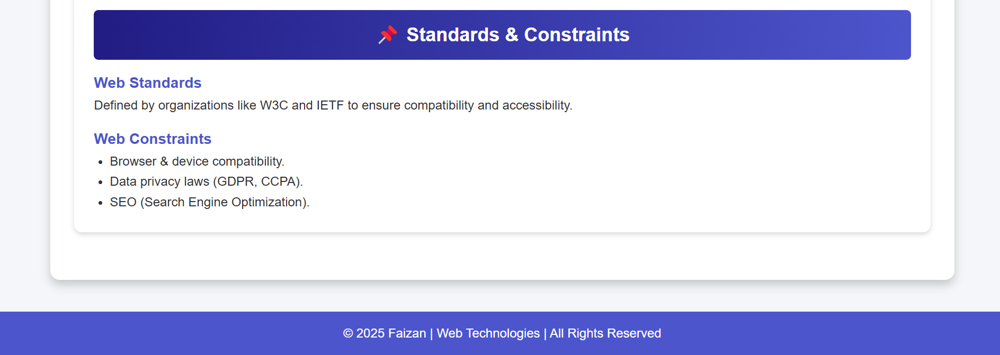 📌 Standards & Constraints
Web Standards
Defined by organizations like W3C and IETF to ensure compatibility and accessibility.
Web Constraints
• Browser & device compatibility.
• Data privacy laws (GDPR, CCPA).
• SEO (Search Engine Optimization).
© 2025 Faizan | Web Technologies | All Rights Reserved